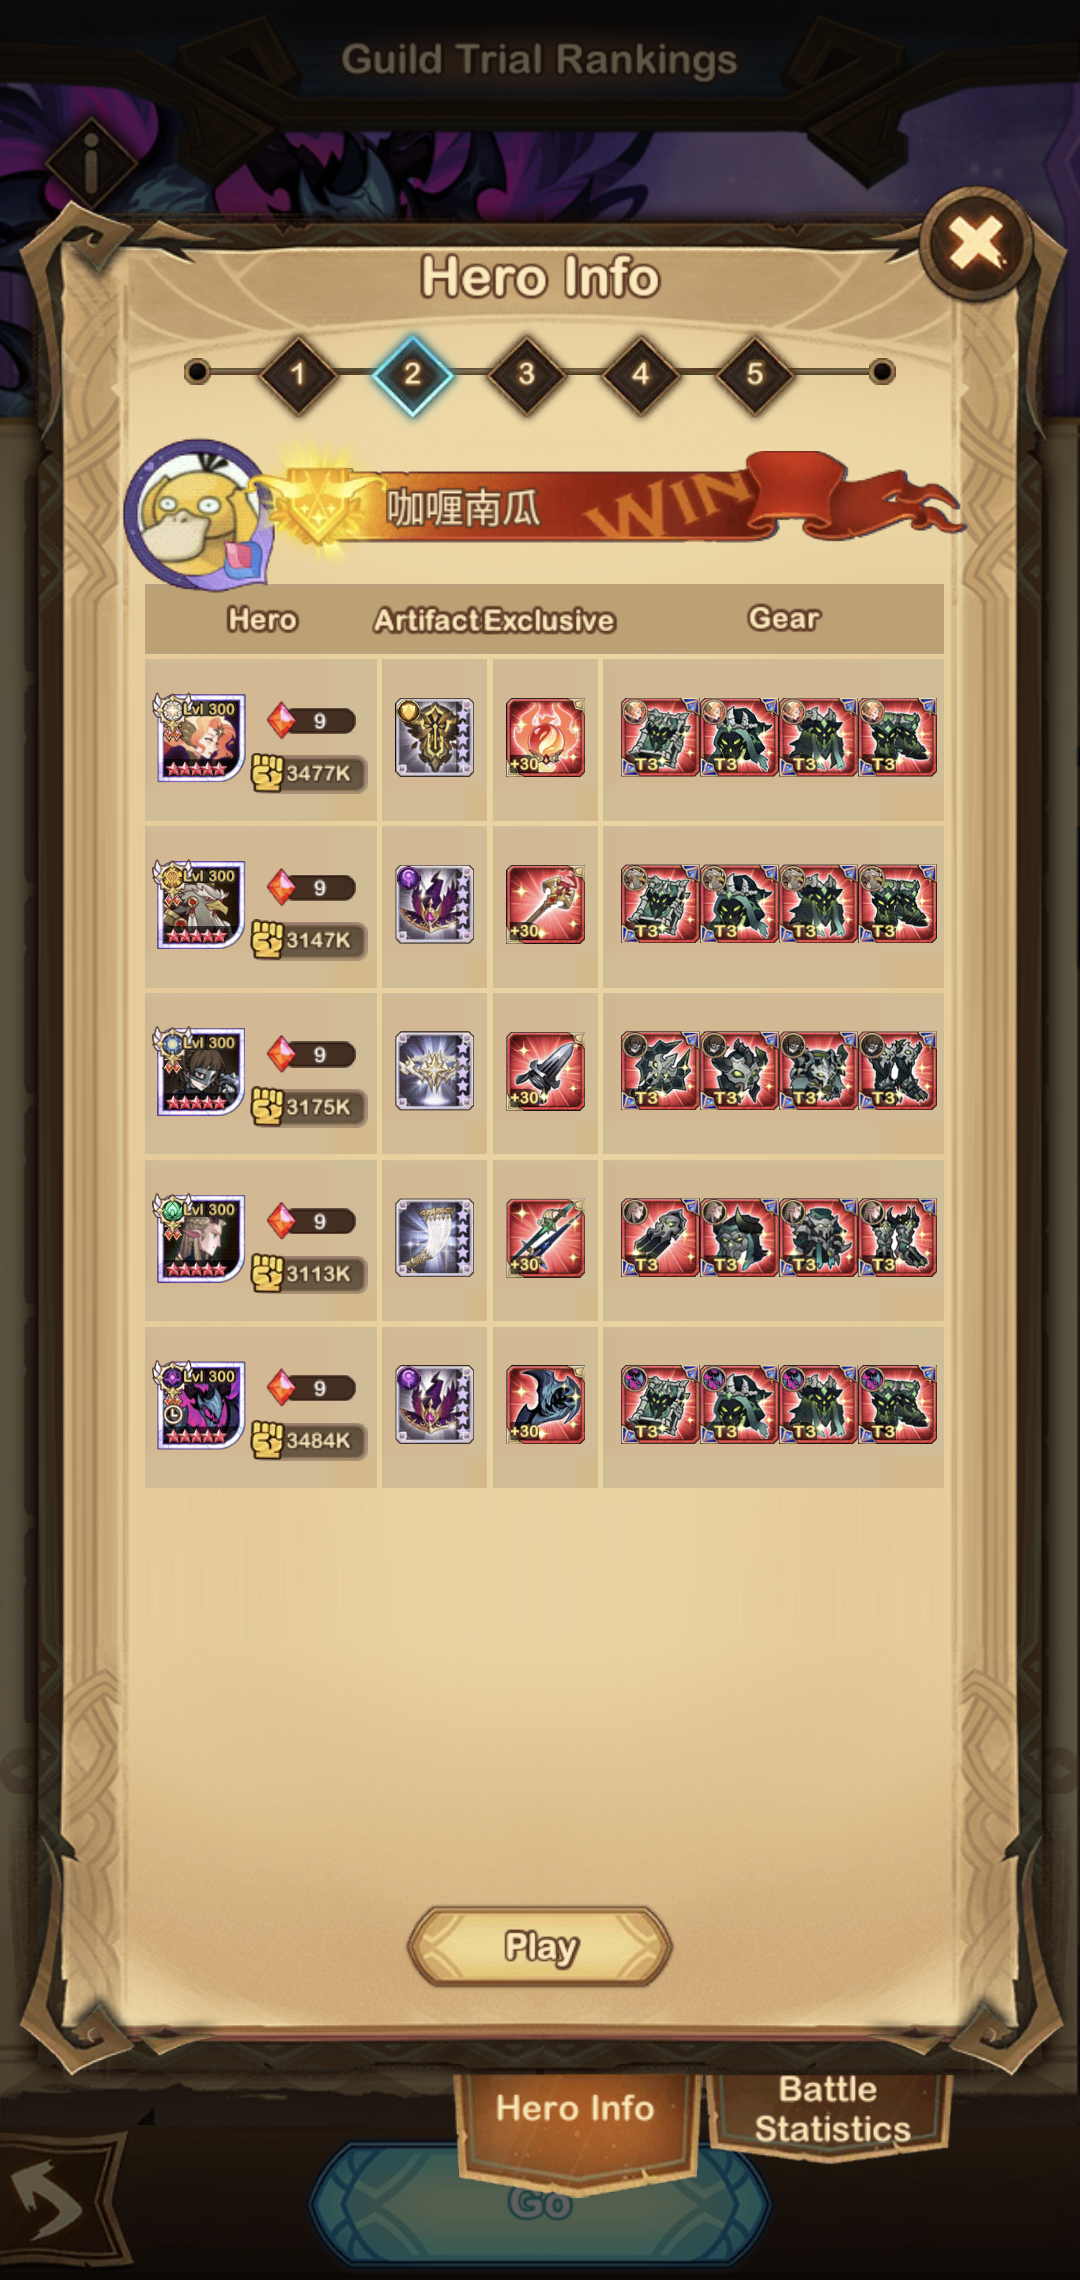 Guild Trial Rankings
Hero Info
1 2 3 4 5
咖喱南瓜 WIN
Hero Artifact Exclusive Gear
Lvl 300 9
3477K +30 T3 T3 T3 T3
Lvl 300 9
3147K +30 T3 T3 T3 T3
Lvl 300 9
3175K +30 T3 T3 T3 T3
Lvl 300 9
3113K +30 T3 T3 T3 T3
Lvl 300 9
3484K +30 T3 T3 T3 T3
Play
Hero Info
Battle
Statistics
Go